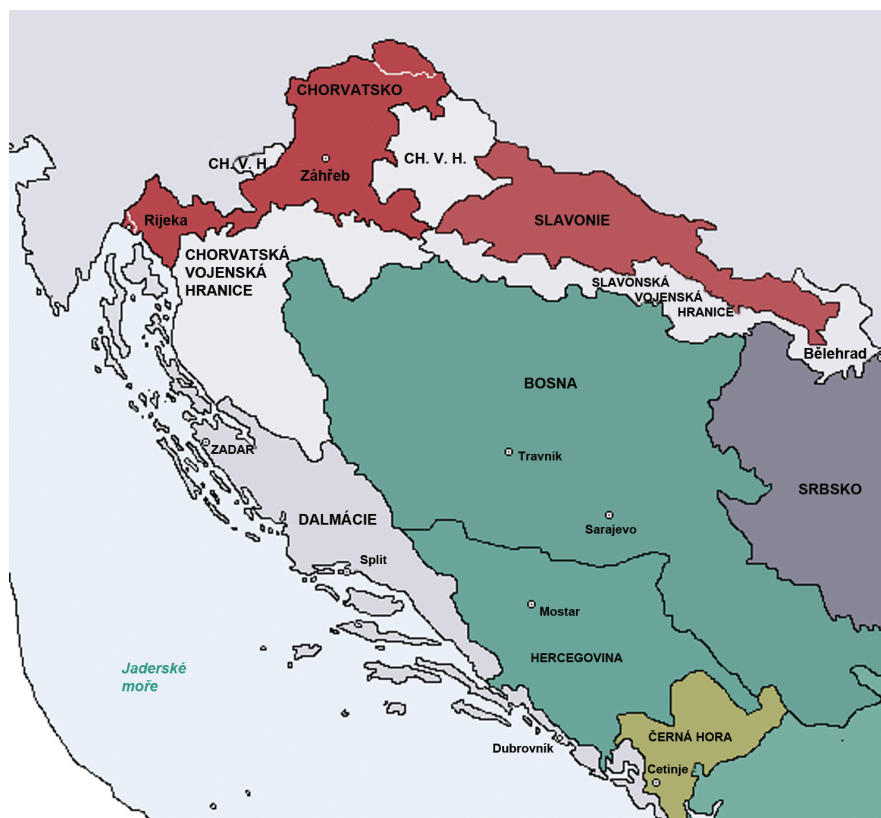 CHORVATSKO
CH. V. H.
CH. V. H.
Záhřeb
Rijeka
SLAVONIE
CHORVATSKÁ
VOJENSKÁ
HRANICE
SLAVONSKÁ
VOJENSKÁ
HRANICE
Bělehrad
BOSNA
ZADAR
Travník
SRBSKO
DALMÁCIE
Sarajevo
Split
Mostar
HERCEGOVINA
Jaderské
moře
ČERNÁ HORA
Dubrovník
Cetinje